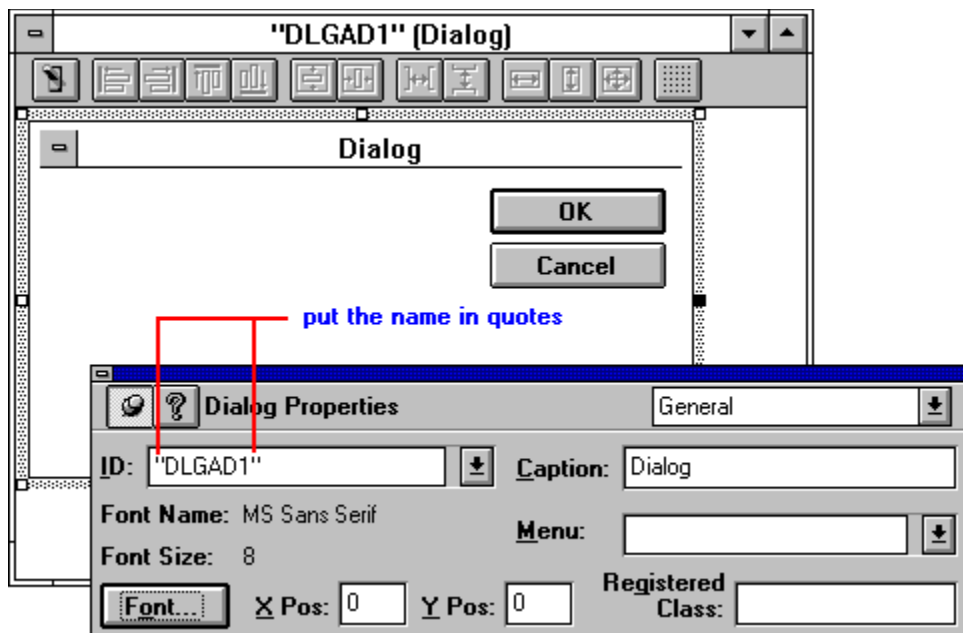 "DLGAD1" (Dialog)
Dialog
OK
Cancel
put the name in quotes
Dialog Properties
General
ID: "DLGAD1"
Caption: Dialog
Font Name: MS Sans Serif
Menu:
Font Size: 8
Font...
X Pos: 0
Y Pos: 0
Registered
Class: